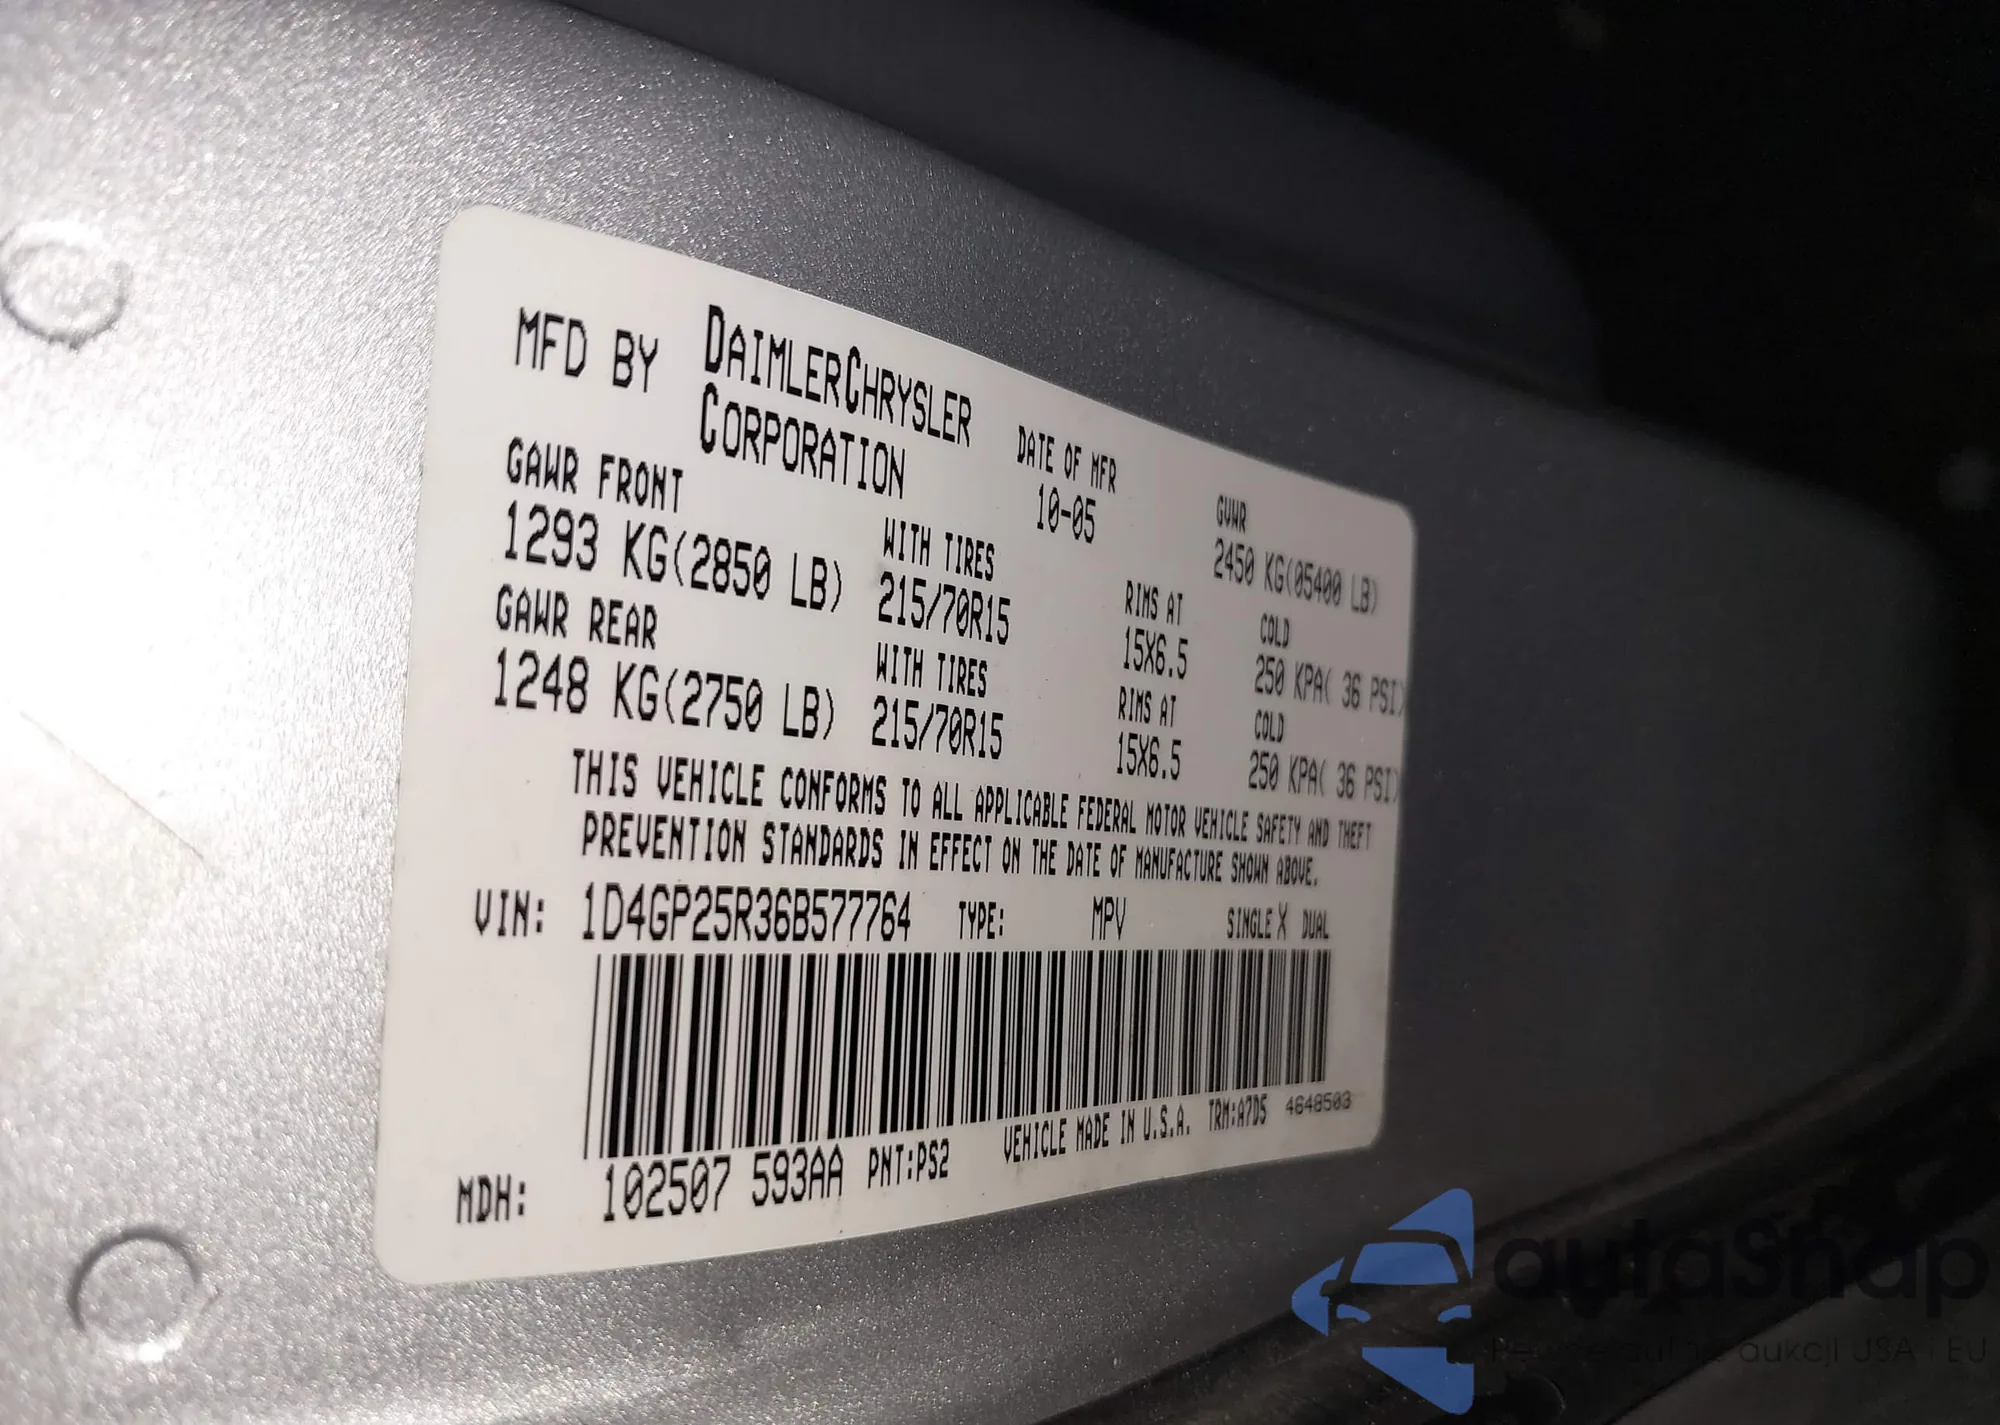 MFD BY DAIMLERCHRYSLER
CORPORATION
DATE OF MFR
10-05
GVWR
2450 KG(05400 LB)
GAWR FRONT
1293 KG(2850 LB)
WITH TIRES
215/70R15
RIMS AT
15X6.5
COLD
250 KPA( 36 PSI)
GAWR REAR
1248 KG(2750 LB)
WITH TIRES
215/70R15
RIMS AT
15X6.5
COLD
250 KPA( 36 PSI)
THIS VEHICLE CONFORMS TO ALL APPLICABLE FEDERAL MOTOR VEHICLE SAFETY AND THEFT
PREVENTION STANDARDS IN EFFECT ON THE DATE OF MANUFACTURE SHOWN ABOVE.
VIN: 1D4GP25R36B577764 TYPE: MPV SINGLE X DUAL
MDH: 102507 593AA PNT:PS2 VEHICLE MADE IN U.S.A. TRM:A7D5 4648503
autaSnap
aukcji USA i EU